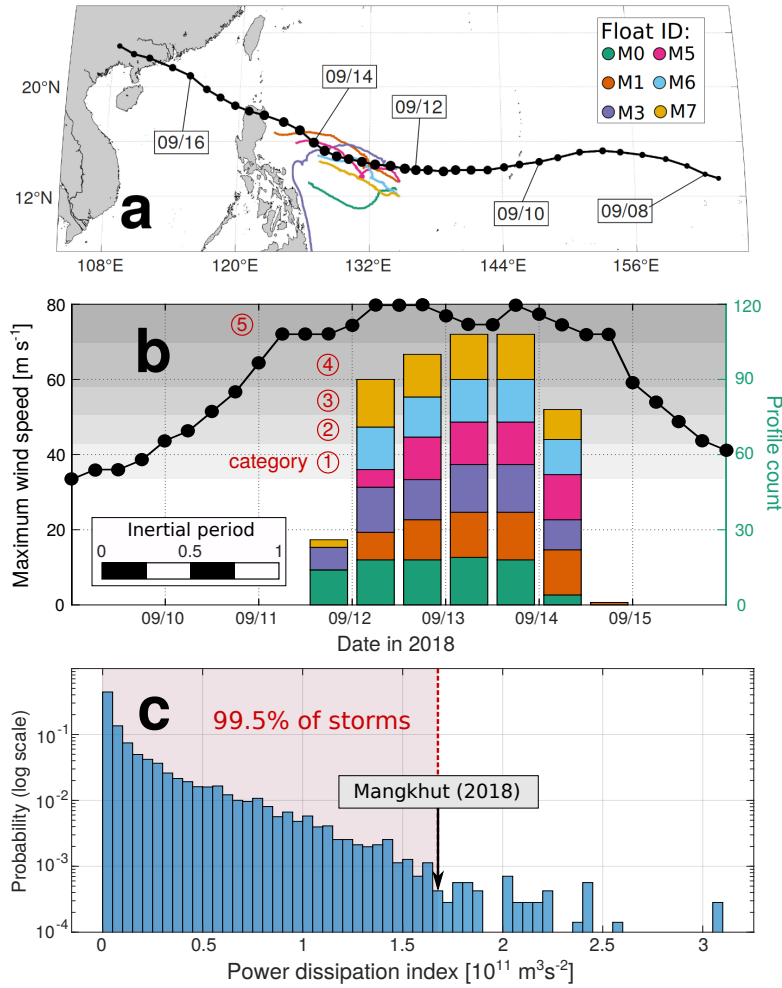 Float ID:
M0 M5
M1 M6
M3 M7
20°N
12°N
09/14
09/12
09/16
09/10
09/08
a
108°E 120°E 132°E 144°E 156°E
b
Maximum wind speed [m s⁻¹]
80
60
40
20
0
5
4
3
2
category 1
Inertial period
0 0.5 1
120
90
60
30
0
Profile count
09/10 09/11 09/12 09/13 09/14 09/15
Date in 2018
c
99.5% of storms
Mangkhut (2018)
Probability (log scale)
10⁻¹
10⁻²
10⁻³
10⁻⁴
0 0.5 1 1.5 2 2.5 3
Power dissipation index [10¹¹ m³s⁻²]